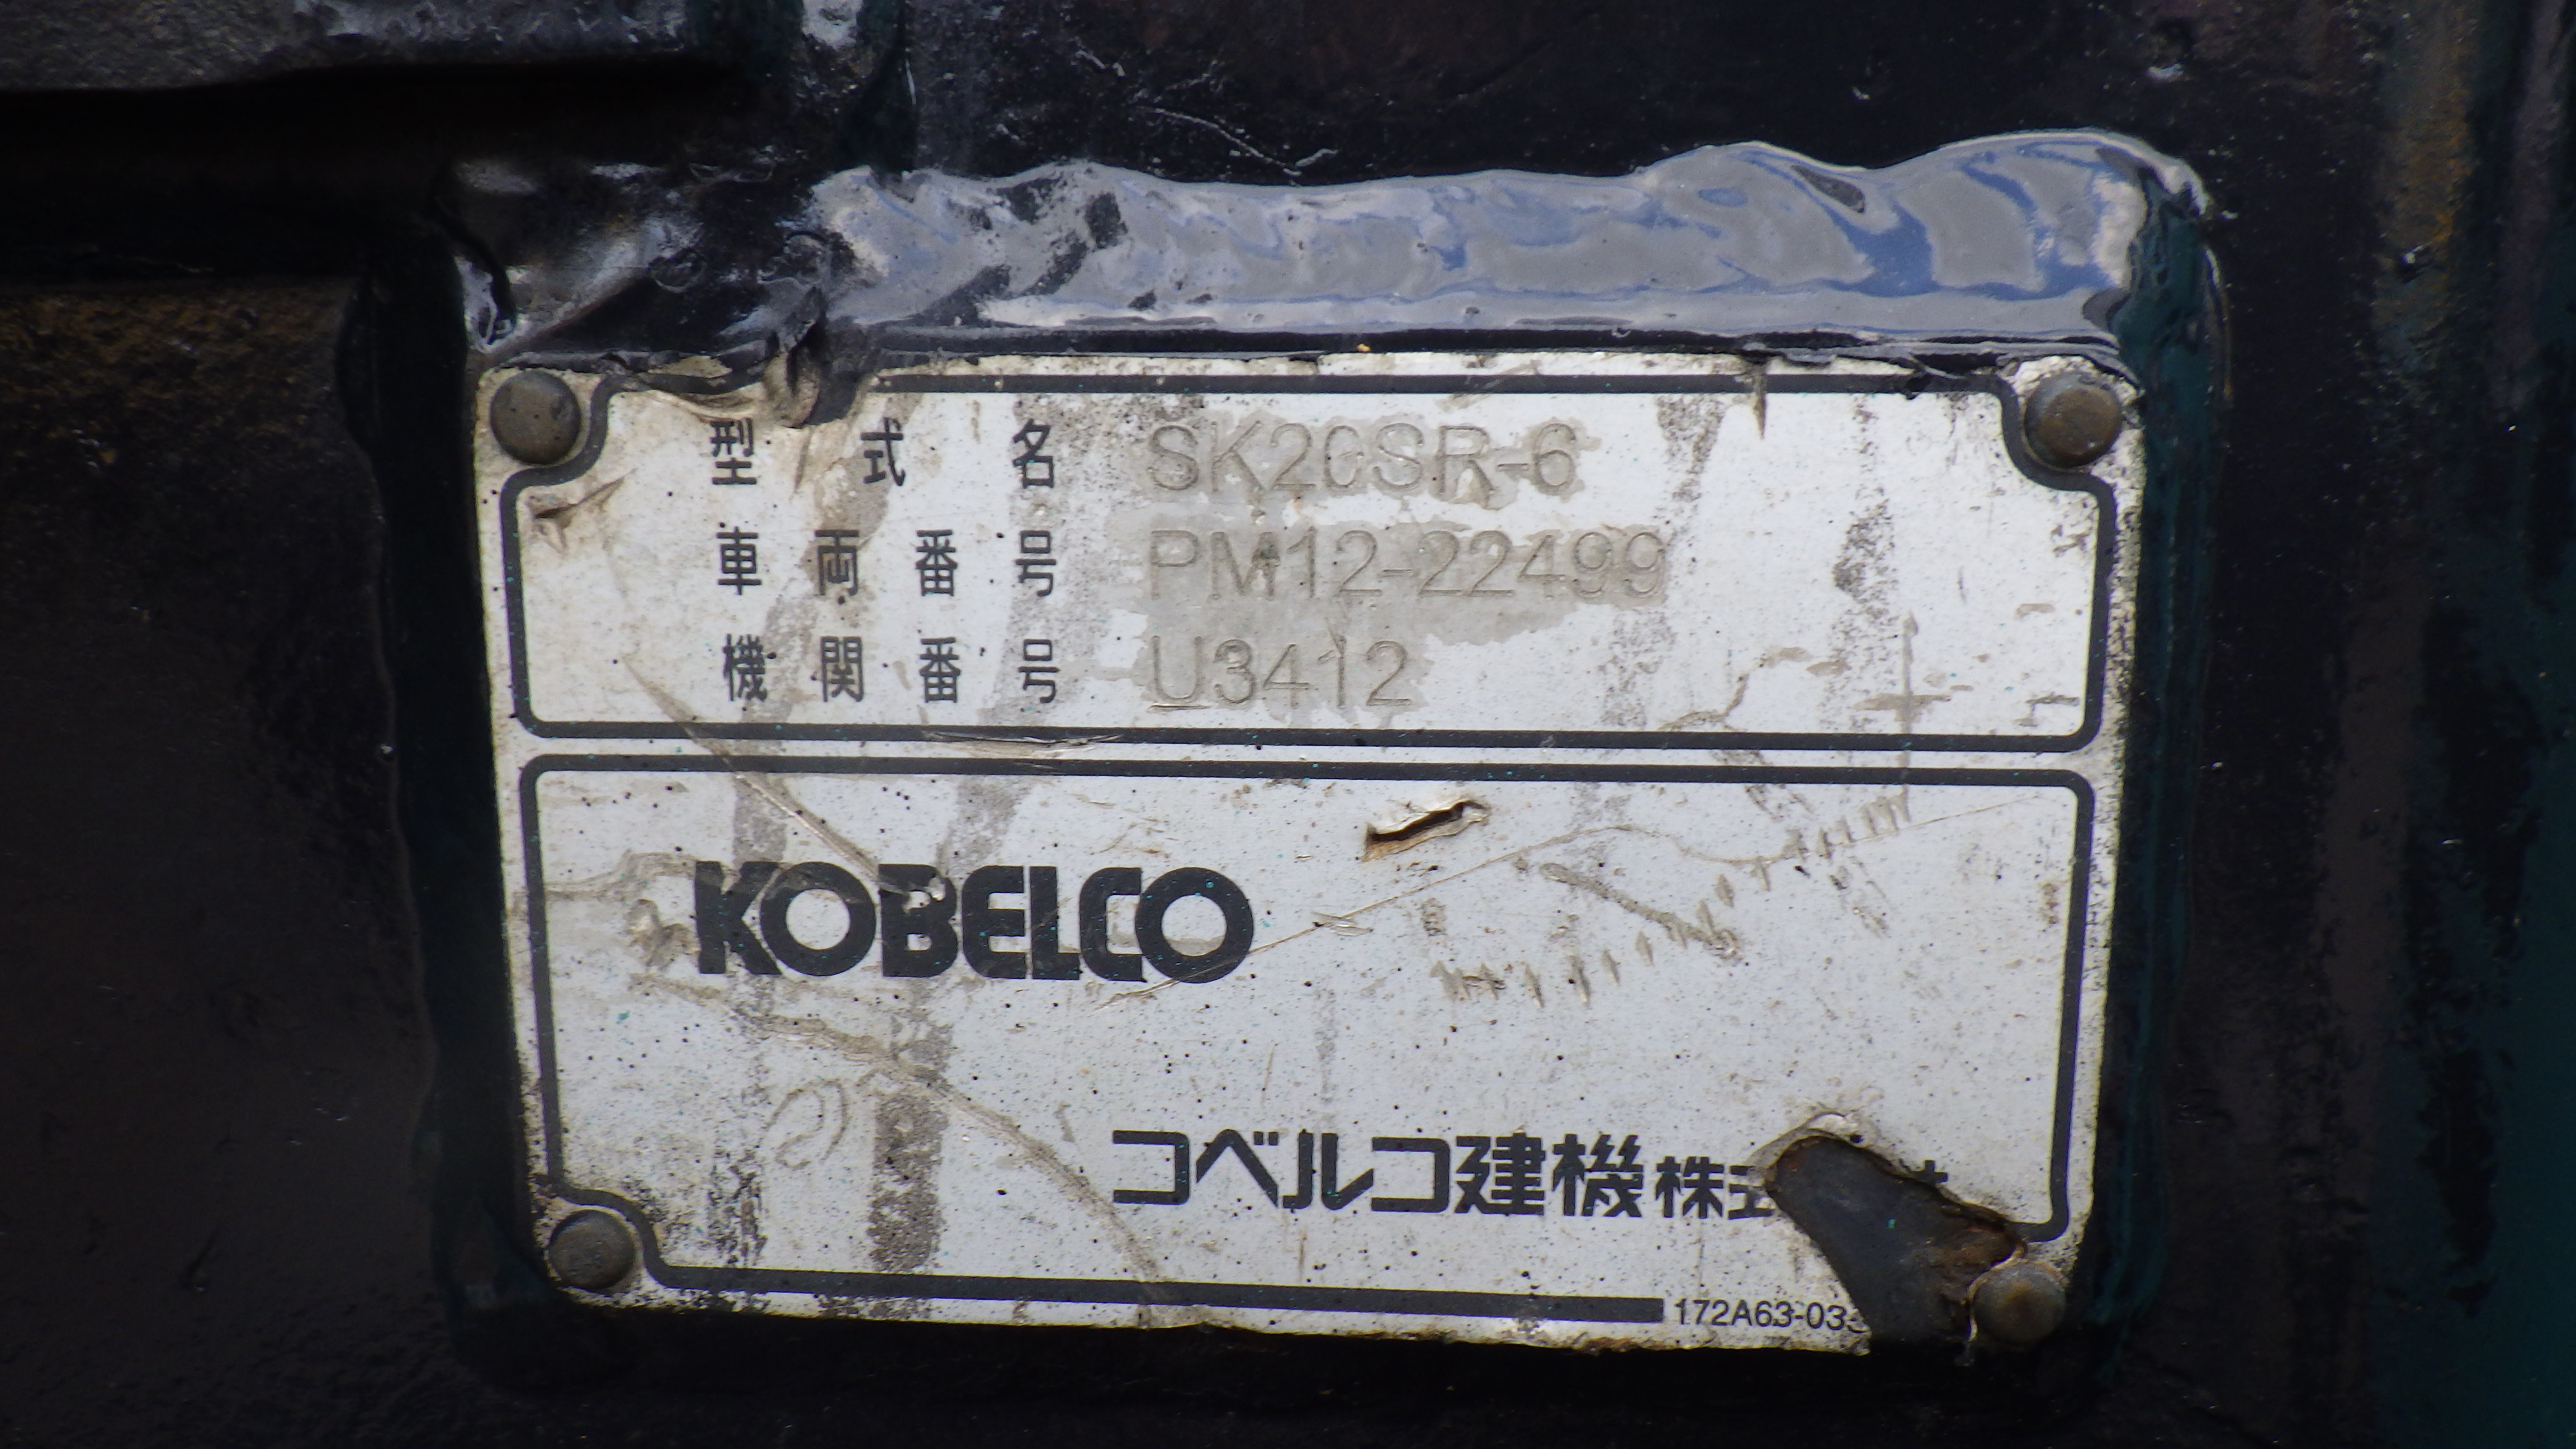 型式名 SK20SR-6
車両番号 PM12-22499
機関番号 U3412
KOBELCO
コベルコ建機株式
172A63-03